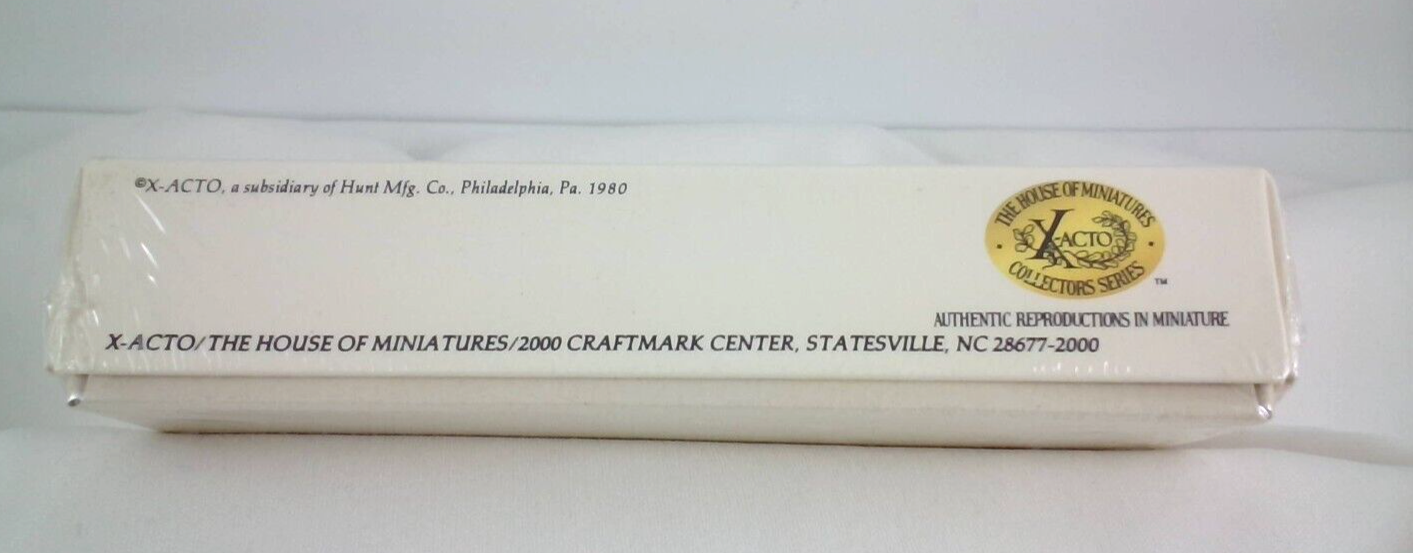 ©X-ACTO, a subsidiary of Hunt Mfg. Co., Philadelphia, Pa. 1980
THE HOUSE OF MINIATURES
X-ACTO
COLLECTORS SERIES
TM
AUTHENTIC REPRODUCTIONS IN MINIATURE
X-ACTO/THE HOUSE OF MINIATURES/2000 CRAFTMARK CENTER, STATESVILLE, NC 28677-2000